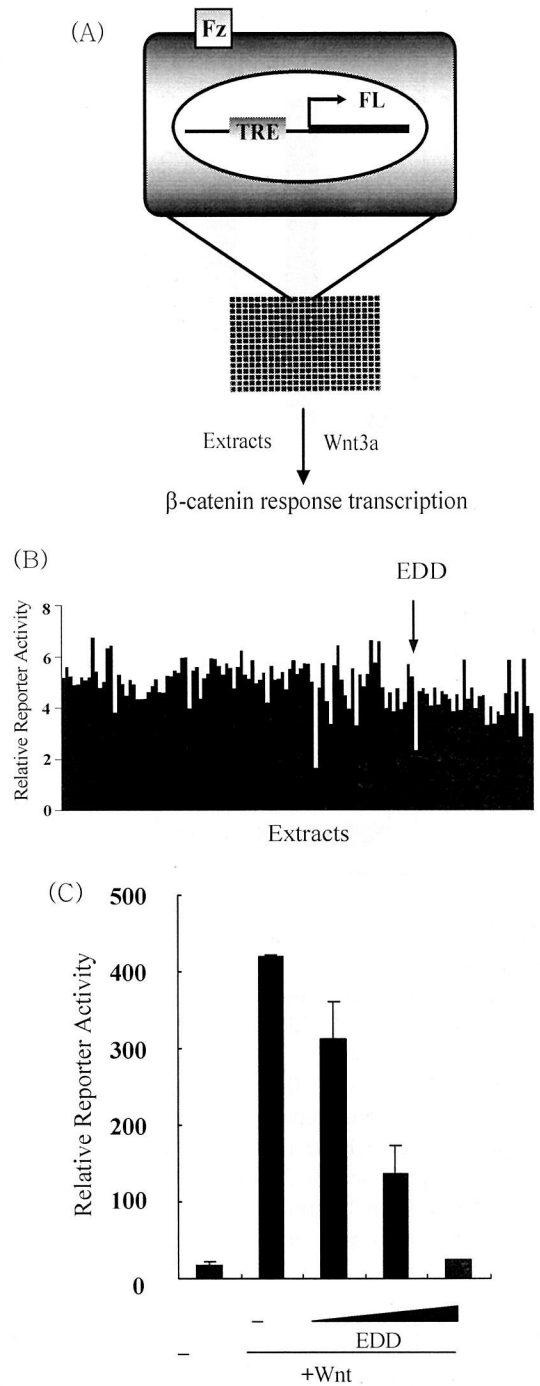 (A)
Fz
FL
TRE
Extracts Wnt3a
β-catenin response transcription
(B)
EDD
Relative Reporter Activity
8
6
4
2
0
Extracts
(C)
Relative Reporter Activity
500
400
300
200
100
0
– –
EDD
+Wnt